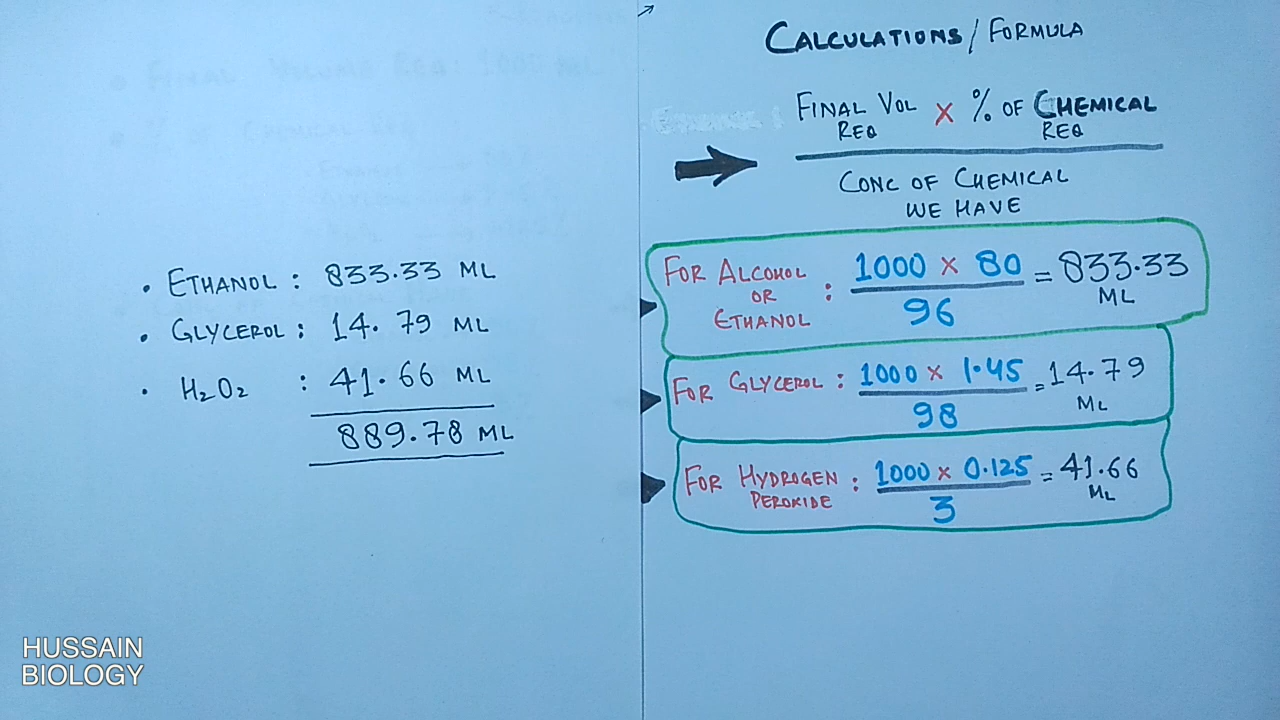 CALCULATIONS / FORMULA
FINAL VOL REQ × % OF CHEMICAL REQ
CONC OF CHEMICAL
WE HAVE
• ETHANOL : 833.33 ML
• GLYCEROL : 14.79 ML
• H₂O₂ : 41.66 ML
889.78 ML
FOR ALCOHOL OR ETHANOL : 1000 × 80 / 96 = 833.33 ML
FOR GLYCEROL : 1000 × 1.45 / 98 = 14.79 ML
FOR HYDROGEN PEROXIDE : 1000 × 0.125 / 3 = 41.66 ML
HUSSAIN
BIOLOGY